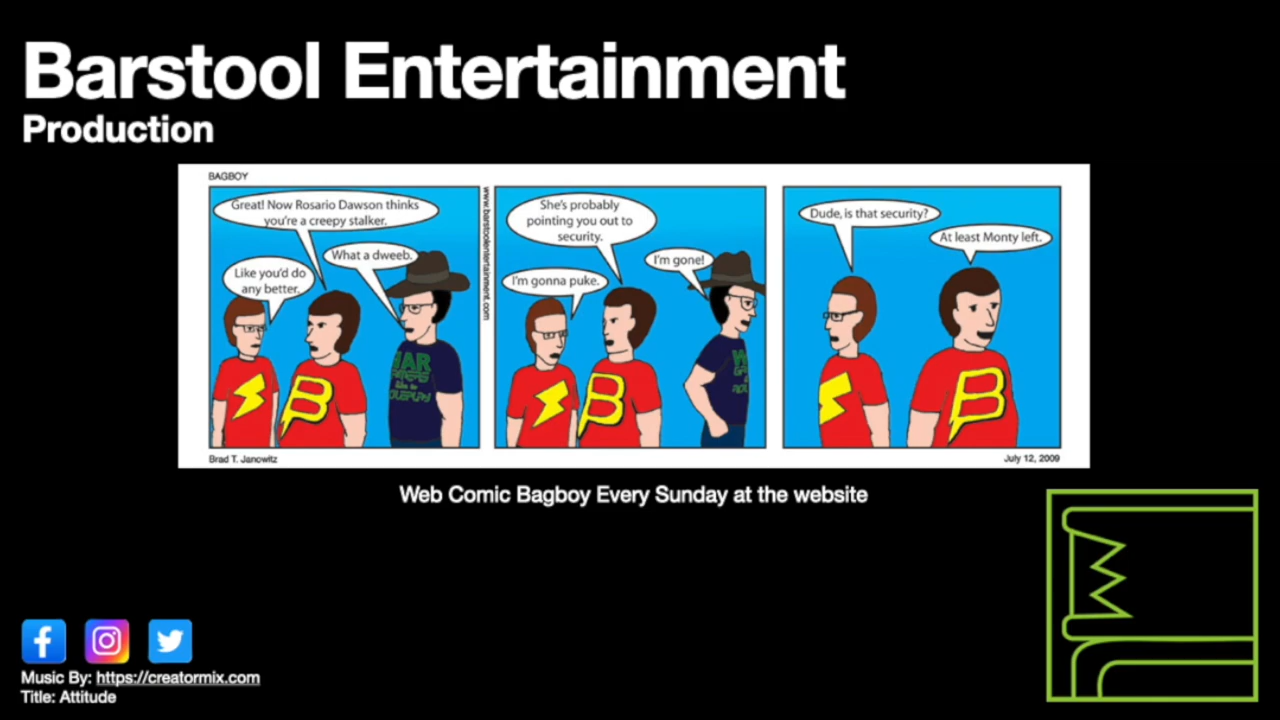 Barstool Entertainment
Production
BAGBOY
Great! Now Rosario Dawson thinks
you're a creepy stalker.
What a dweeb.
Like you'd do
any better.
www.barstoolentertainment.com
She's probably
pointing you out to
security.
I'm gonna puke.
I'm gone!
Dude, is that security?
At least Monty left.
B
B
B
Brad T. Janowitz
July 12, 2009
Web Comic Bagboy Every Sunday at the website
Music By: https://creatormix.com
Title: Attitude